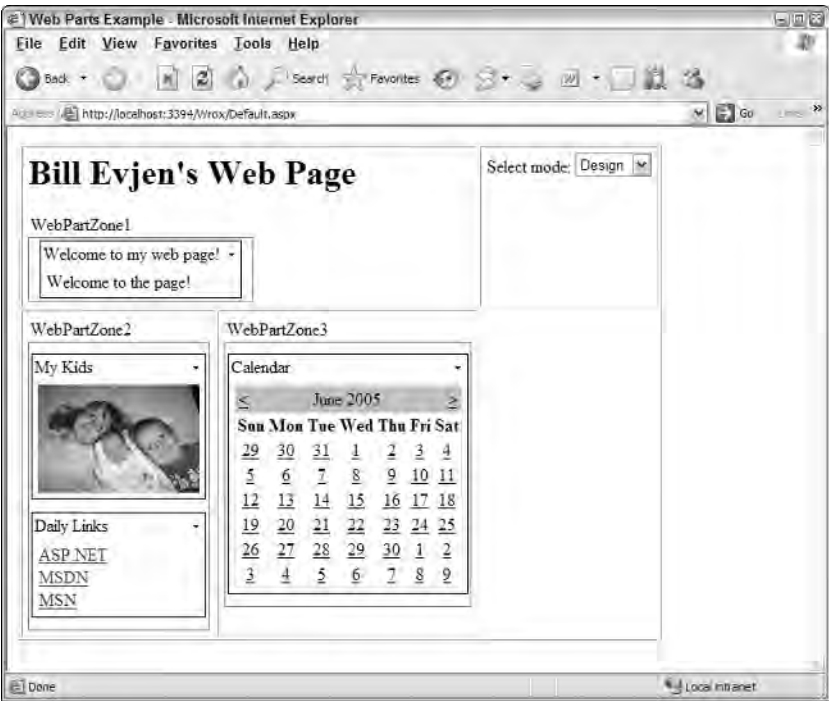 Web Parts Example - Microsoft Internet Explorer
File Edit View Favorites Tools Help
Back Search Favorites
Address http://localhost:3394/Wrox/Default.aspx Go Links »
Bill Evjen's Web Page
Select mode: Design
WebPartZone1
Welcome to my web page!
Welcome to the page!
WebPartZone2
WebPartZone3
My Kids
Calendar
< June 2005 >
Sun Mon Tue Wed Thu Fri Sat
29 30 31 1 2 3 4
5 6 7 8 9 10 11
12 13 14 15 16 17 18
19 20 21 22 23 24 25
26 27 28 29 30 1 2
3 4 5 6 7 8 9
Daily Links
ASP.NET
MSDN
MSN
Done
Local intranet